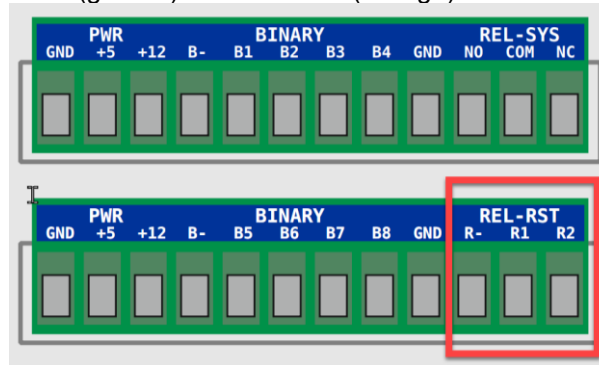 PWR BINARY REL-SYS
GND +5 +12 B- B1 B2 B3 B4 GND NO COM NC
PWR BINARY REL-RST
GND +5 +12 B- B5 B6 B7 B8 GND R- R1 R2